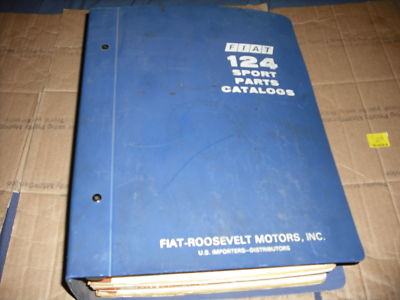 FIAT
124
SPORT
PARTS
CATALOGS
FIAT-ROOSEVELT MOTORS, INC.
U.S. IMPORTERS-DISTRIBUTORS